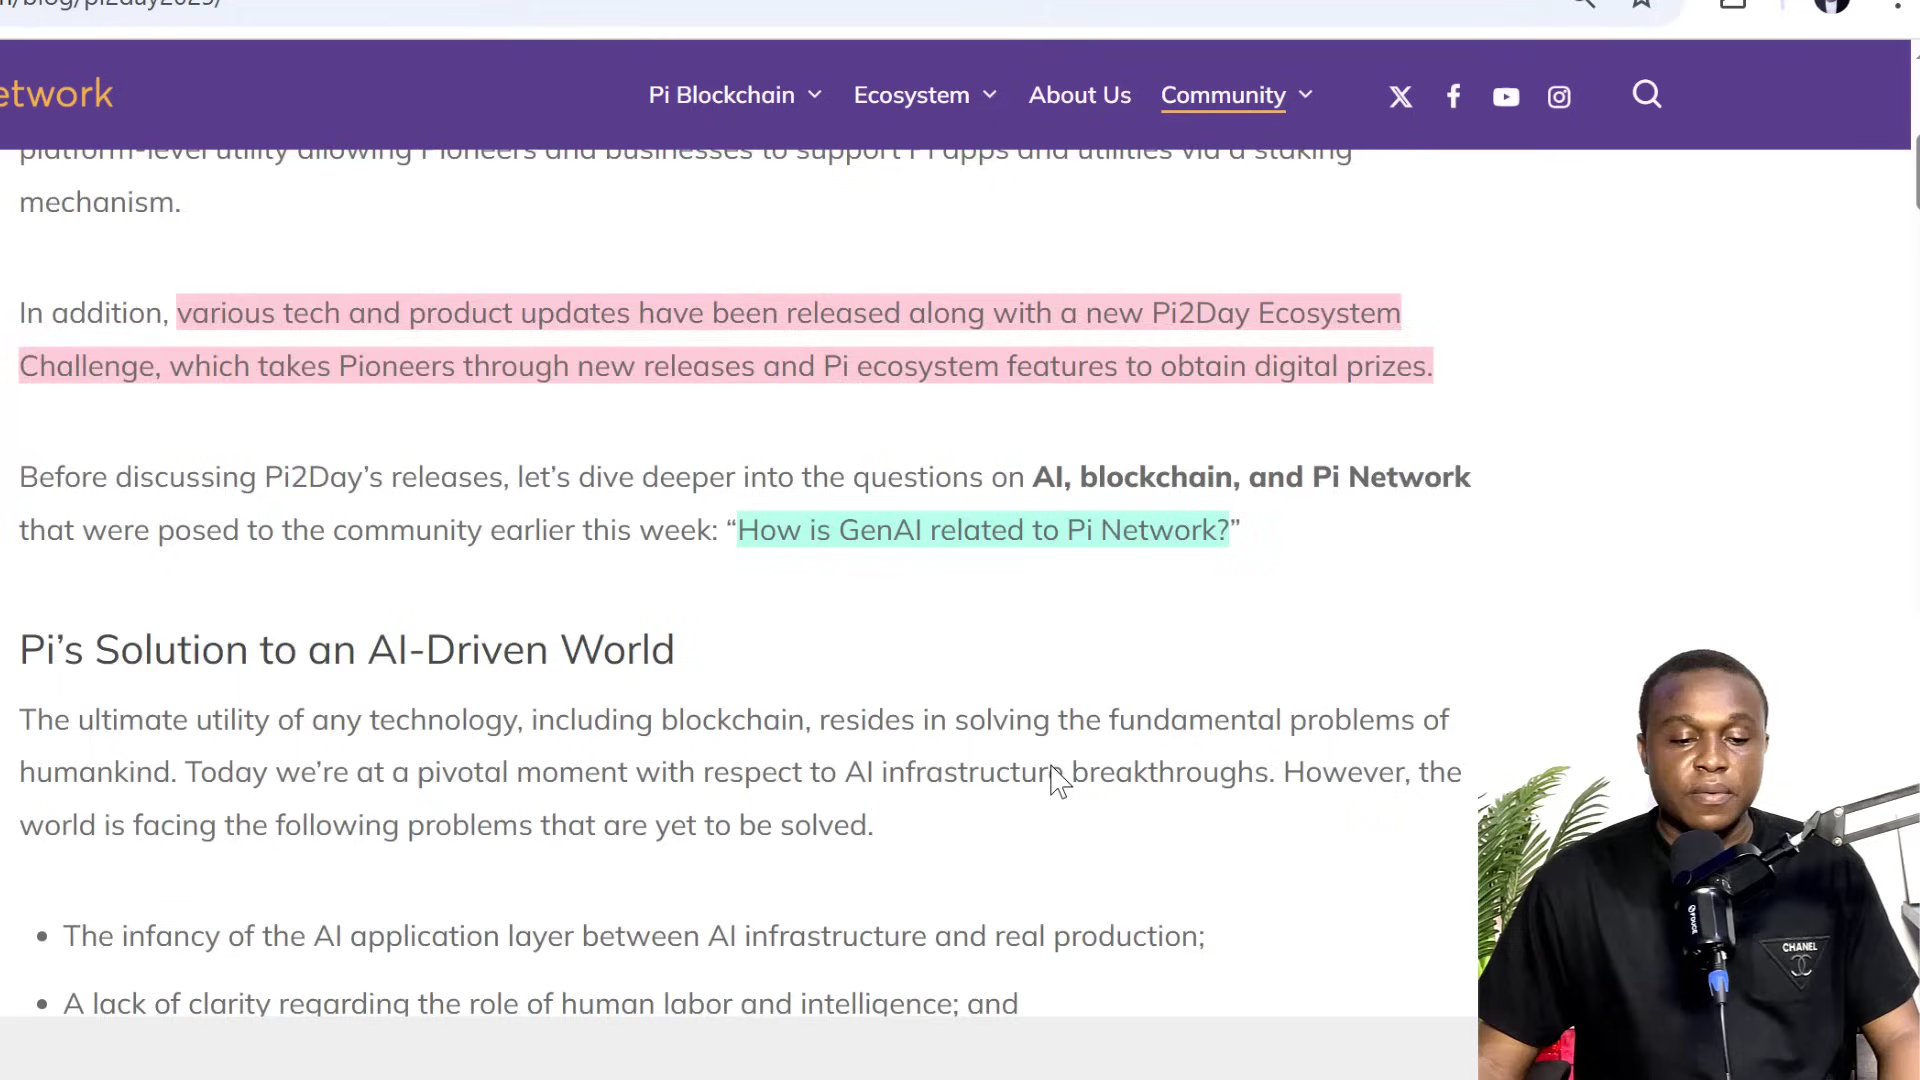 /blog/pi2day2025/
etwork
Pi Blockchain
Ecosystem
About Us
Community
platform-level utility allowing Pioneers and businesses to support Pi apps and utilities via a staking
mechanism.
In addition, various tech and product updates have been released along with a new Pi2Day Ecosystem
Challenge, which takes Pioneers through new releases and Pi ecosystem features to obtain digital prizes.
Before discussing Pi2Day’s releases, let’s dive deeper into the questions on AI, blockchain, and Pi Network
that were posed to the community earlier this week: “How is GenAI related to Pi Network?”
Pi’s Solution to an AI-Driven World
The ultimate utility of any technology, including blockchain, resides in solving the fundamental problems of
humankind. Today we’re at a pivotal moment with respect to AI infrastructure breakthroughs. However, the
world is facing the following problems that are yet to be solved.
• The infancy of the AI application layer between AI infrastructure and real production;
• A lack of clarity regarding the role of human labor and intelligence; and
CHANEL